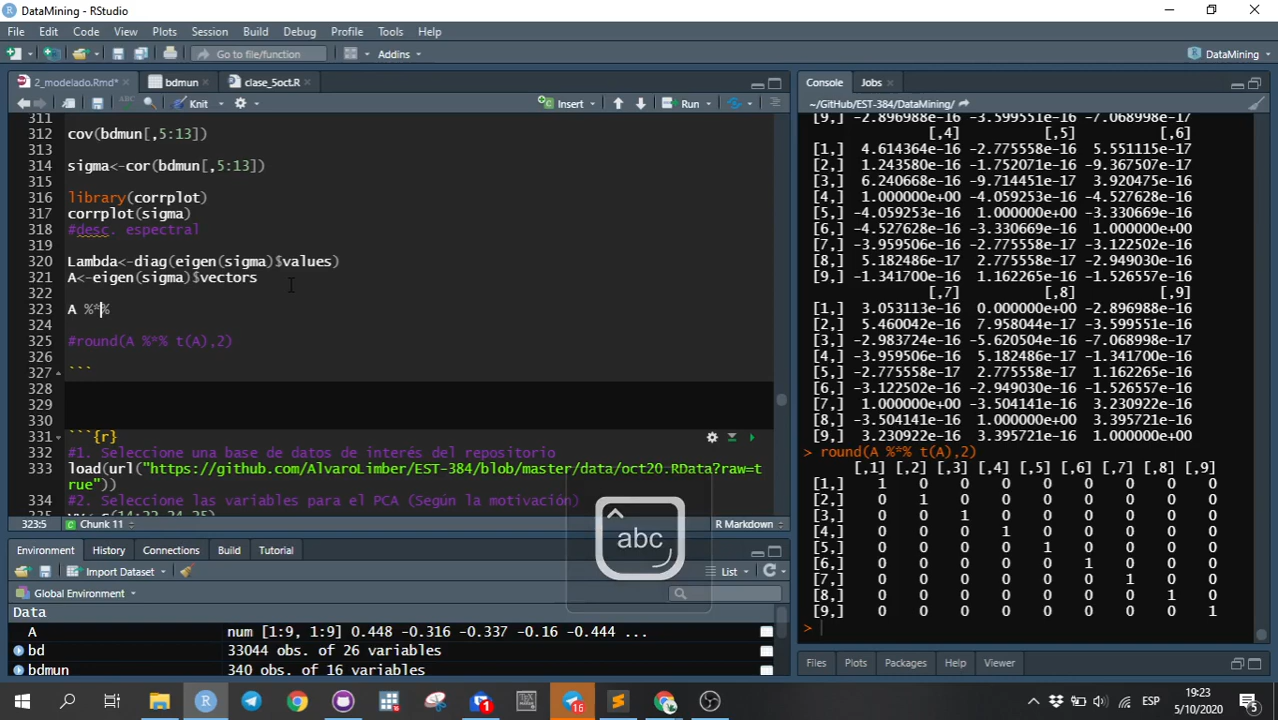 DataMining - RStudio
File Edit Code View Plots Session Build Debug Profile Tools Help
Go to file/function Addins DataMining
2_modelado.Rmd* bdmun clase_5oct.R
ABC Knit Insert Run
311
312 cov(bdmun[,5:13])
313
314 sigma<-cor(bdmun[,5:13])
315
316 library(corrplot)
317 corrplot(sigma)
318 #desc. espectral
319
320 Lambda<-diag(eigen(sigma)$values)
321 A<-eigen(sigma)$vectors
322
323 A %*%
324
325 #round(A %*% t(A),2)
326
327 ```
328
329
330
331 ```{r}
332 #1. Seleccione una base de datos de interés del repositorio
333 load(url("https://github.com/AlvaroLimber/EST-384/blob/master/data/oct20.RData?raw=t
rue"))
334 #2. Seleccione las variables para el PCA (Según la motivación)
323:5 Chunk 11 R Markdown
abc
Environment History Connections Build Tutorial
Import Dataset List
Global Environment
Data
A num [1:9, 1:9] 0.448 -0.316 -0.337 -0.16 -0.444 ...
bd 33044 obs. of 26 variables
bdmun 340 obs. of 16 variables
Console Jobs
~/GitHub/EST-384/DataMining/
[9,] -2.896988e-16 -3.599551e-16 -7.068998e-17
[,4] [,5] [,6]
[1,] 4.614364e-16 -2.775558e-16 5.551115e-17
[2,] 1.243580e-16 -1.752071e-16 -9.367507e-17
[3,] 6.240668e-16 -9.714451e-17 3.920475e-16
[4,] 1.000000e+00 -4.059253e-16 -4.527628e-16
[5,] -4.059253e-16 1.000000e+00 -3.330669e-16
[6,] -4.527628e-16 -3.330669e-16 1.000000e+00
[7,] -3.959506e-16 -2.775558e-17 -3.122502e-16
[8,] 5.182486e-17 2.775558e-17 -2.949030e-16
[9,] -1.341700e-16 1.162265e-16 -1.526557e-16
[,7] [,8] [,9]
[1,] 3.053113e-16 0.000000e+00 -2.896988e-16
[2,] 5.460042e-16 7.958044e-17 -3.599551e-16
[3,] -2.983724e-16 -5.620504e-16 -7.068998e-17
[4,] -3.959506e-16 5.182486e-17 -1.341700e-16
[5,] -2.775558e-17 2.775558e-17 1.162265e-16
[6,] -3.122502e-16 -2.949030e-16 -1.526557e-16
[7,] 1.000000e+00 -3.504141e-16 3.230922e-16
[8,] -3.504141e-16 1.000000e+00 3.395721e-16
[9,] 3.230922e-16 3.395721e-16 1.000000e+00
> round(A %*% t(A),2)
[,1] [,2] [,3] [,4] [,5] [,6] [,7] [,8] [,9]
[1,] 1 0 0 0 0 0 0 0 0
[2,] 0 1 0 0 0 0 0 0 0
[3,] 0 0 1 0 0 0 0 0 0
[4,] 0 0 0 1 0 0 0 0 0
[5,] 0 0 0 0 1 0 0 0 0
[6,] 0 0 0 0 0 1 0 0 0
[7,] 0 0 0 0 0 0 1 0 0
[8,] 0 0 0 0 0 0 0 1 0
[9,] 0 0 0 0 0 0 0 0 1
>
Files Plots Packages Help Viewer
16
1
ESP
19:23
5/10/2020
5